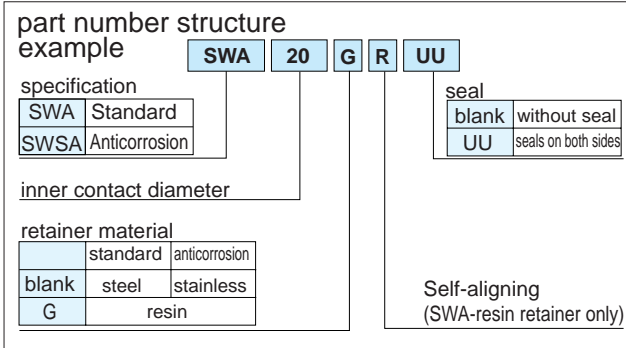 part number structure
example
SWA 20 G R UU
specification
SWA Standard
SWSA Anticorrosion
seal
blank without seal
UU seals on both sides
inner contact diameter
retainer material
standard anticorrosion
blank steel stainless
G resin
Self-aligning
(SWA-resin retainer only)